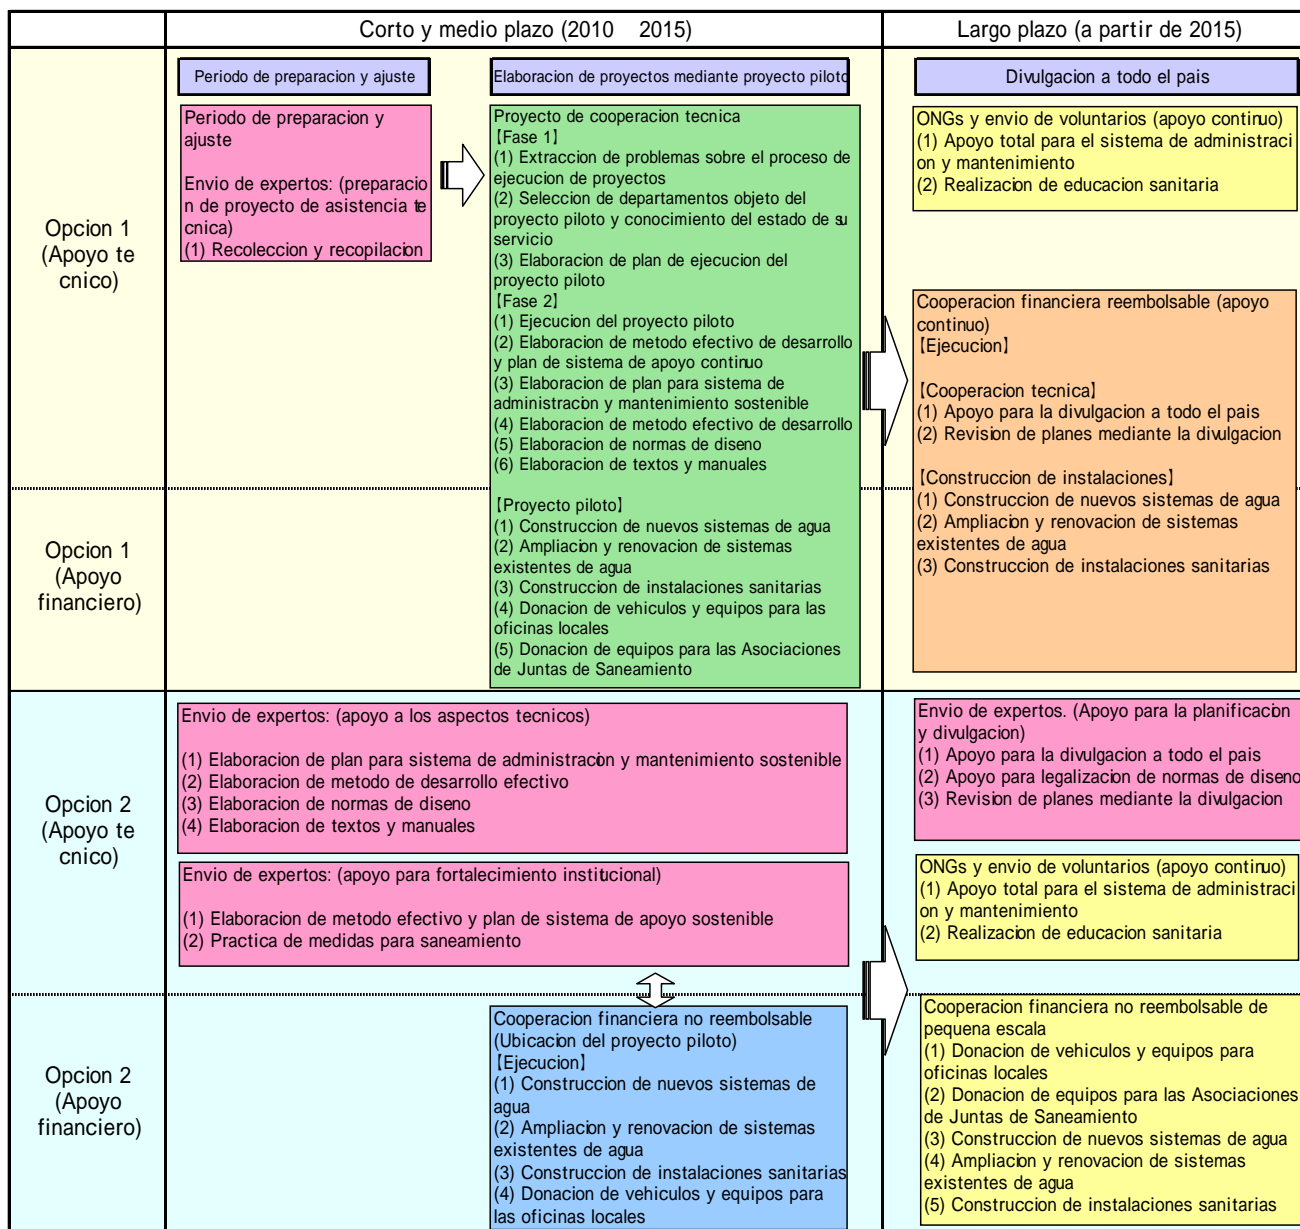 Corto y medio plazo (2010 2015)
Largo plazo (a partir de 2015)
Periodo de preparacion y ajuste
Elaboracion de proyectos mediante proyecto piloto
Divulgacion a todo el pais
Opcion 1
(Apoyo te
cnico)
Periodo de preparacion y
ajuste
Envio de expertos: (preparacio
n de proyecto de asistencia te
cnica)
(1) Recoleccion y recopilacion
Proyecto de cooperacion tecnica
【Fase 1】
(1) Extraccion de problemas sobre el proceso de
ejecucion de proyectos
(2) Seleccion de departamentos objeto del
proyecto piloto y conocimiento del estado de su
servicio
(3) Elaboracion de plan de ejecucion del
proyecto piloto
【Fase 2】
(1) Ejecucion del proyecto piloto
(2) Elaboracion de metodo efectivo de desarrollo
y plan de sistema de apoyo continuo
(3) Elaboracion de plan para sistema de
administracion y mantenimiento sostenible
(4) Elaboracion de metodo efectivo de desarrollo
(5) Elaboracion de normas de diseno
(6) Elaboracion de textos y manuales
【Proyecto piloto】
(1) Construccion de nuevos sistemas de agua
(2) Ampliacion y renovacion de sistemas
existentes de agua
(3) Construccion de instalaciones sanitarias
(4) Donacion de vehiculos y equipos para las
oficinas locales
(5) Donacion de equipos para las Asociaciones
de Juntas de Saneamiento
ONGs y envio de voluntarios (apoyo continuo)
(1) Apoyo total para el sistema de administraci
on y mantenimiento
(2) Realizacion de educacion sanitaria
Cooperacion financiera reembolsable (apoyo
continuo)
【Ejecucion】
【Cooperacion tecnica】
(1) Apoyo para la divulgacion a todo el pais
(2) Revision de planes mediante la divulgacion
【Construccion de instalaciones】
(1) Construccion de nuevos sistemas de agua
(2) Ampliacion y renovacion de sistemas
existentes de agua
(3) Construccion de instalaciones sanitarias
Opcion 1
(Apoyo
financiero)
Opcion 2
(Apoyo te
cnico)
Envio de expertos: (apoyo a los aspectos tecnicos)
(1) Elaboracion de plan para sistema de administracion y mantenimiento sostenible
(2) Elaboracion de metodo de desarrollo efectivo
(3) Elaboracion de normas de diseno
(4) Elaboracion de textos y manuales
Envio de expertos: (apoyo para fortalecimiento institucional)
(1) Elaboracion de metodo efectivo y plan de sistema de apoyo sostenible
(2) Practica de medidas para saneamiento
Envio de expertos. (Apoyo para la planificacion
y divulgacion)
(1) Apoyo para la divulgacion a todo el pais
(2) Apoyo para legalizacion de normas de diseno
(3) Revision de planes mediante la divulgacion
ONGs y envio de voluntarios (apoyo continuo)
(1) Apoyo total para el sistema de administraci
on y mantenimiento
(2) Realizacion de educacion sanitaria
Opcion 2
(Apoyo
financiero)
Cooperacion financiera no reembolsable
(Ubicacion del proyecto piloto)
【Ejecucion】
(1) Construccion de nuevos sistemas de
agua
(2) Ampliacion y renovacion de sistemas
existentes de agua
(3) Construccion de instalaciones sanitarias
(4) Donacion de vehiculos y equipos para
las oficinas locales
Cooperacion financiera no reembolsable de
pequena escala
(1) Donacion de vehiculos y equipos para
oficinas locales
(2) Donacion de equipos para las Asociaciones
de Juntas de Saneamiento
(3) Construccion de nuevos sistemas de agua
(4) Ampliacion y renovacion de sistemas
existentes de agua
(5) Construccion de instalaciones sanitarias